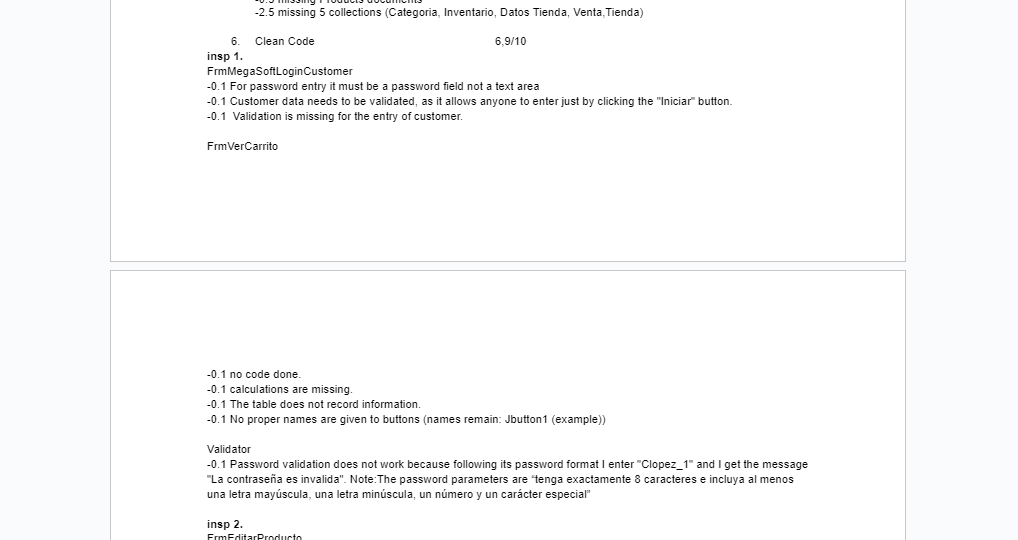 -0.5 missing Products documents
-2.5 missing 5 collections (Categoria, Inventario, Datos Tienda, Venta,Tienda)
6. Clean Code 6,9/10
insp 1.
FrmMegaSoftLoginCustomer
-0.1 For password entry it must be a password field not a text area
-0.1 Customer data needs to be validated, as it allows anyone to enter just by clicking the "Iniciar" button.
-0.1 Validation is missing for the entry of customer.
FrmVerCarrito
-0.1 no code done.
-0.1 calculations are missing.
-0.1 The table does not record information.
-0.1 No proper names are given to buttons (names remain: Jbutton1 (example))
Validator
-0.1 Password validation does not work because following its password format I enter "Clopez_1" and I get the message
"La contraseña es invalida". Note:The password parameters are “tenga exactamente 8 caracteres e incluya al menos
una letra mayúscula, una letra minúscula, un número y un carácter especial”
insp 2.
FrmEditarProducto